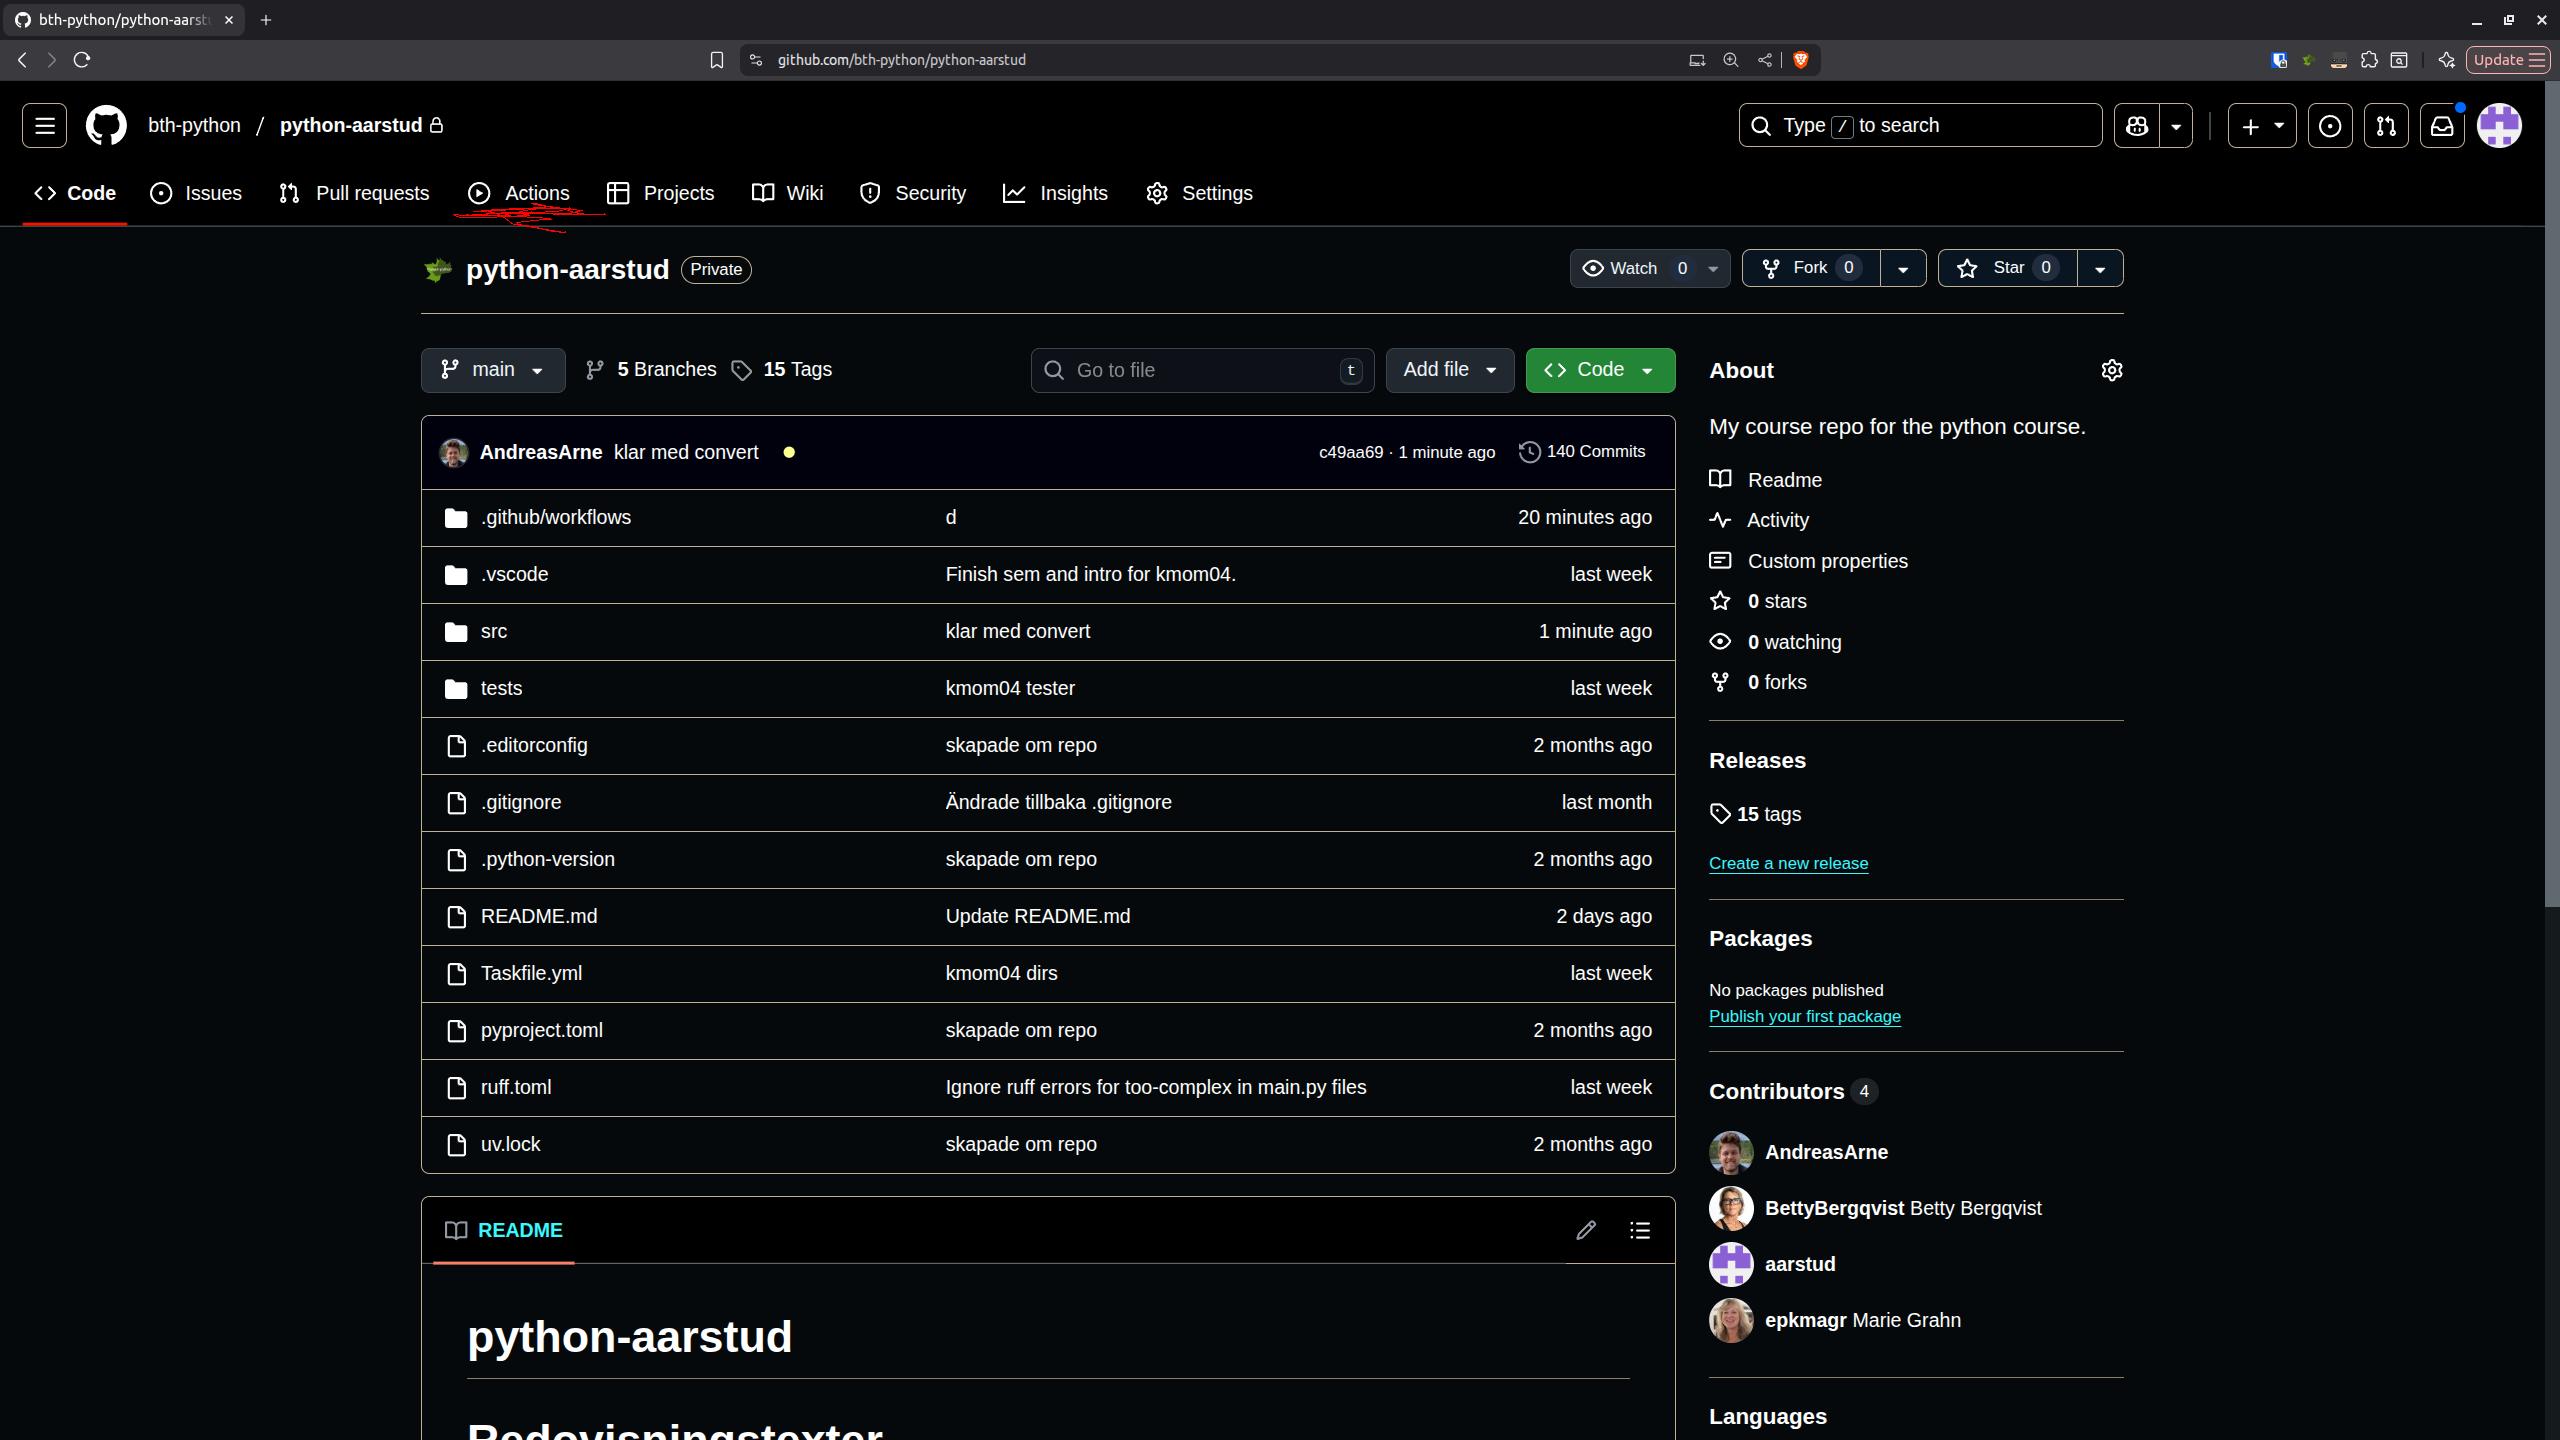 bth-python/python-aarstu
github.com/bth-python/python-aarstud
Update
bth-python / python-aarstud
Type / to search
Code Issues Pull requests Actions Projects Wiki Security Insights Settings
python-aarstud Private
Watch 0 Fork 0 Star 0
main 5 Branches 15 Tags Go to file t Add file Code
AndreasArne klar med convert c49aa69 · 1 minute ago 140 Commits
.github/workflows d 20 minutes ago
.vscode Finish sem and intro for kmom04. last week
src klar med convert 1 minute ago
tests kmom04 tester last week
.editorconfig skapade om repo 2 months ago
.gitignore Ändrade tillbaka .gitignore last month
.python-version skapade om repo 2 months ago
README.md Update README.md 2 days ago
Taskfile.yml kmom04 dirs last week
pyproject.toml skapade om repo 2 months ago
ruff.toml Ignore ruff errors for too-complex in main.py files last week
uv.lock skapade om repo 2 months ago
README
python-aarstud
Redovisningstexter
About
My course repo for the python course.
Readme
Activity
Custom properties
0 stars
0 watching
0 forks
Releases
15 tags
Create a new release
Packages
No packages published
Publish your first package
Contributors 4
AndreasArne
BettyBergqvist Betty Bergqvist
aarstud
epkmagr Marie Grahn
Languages